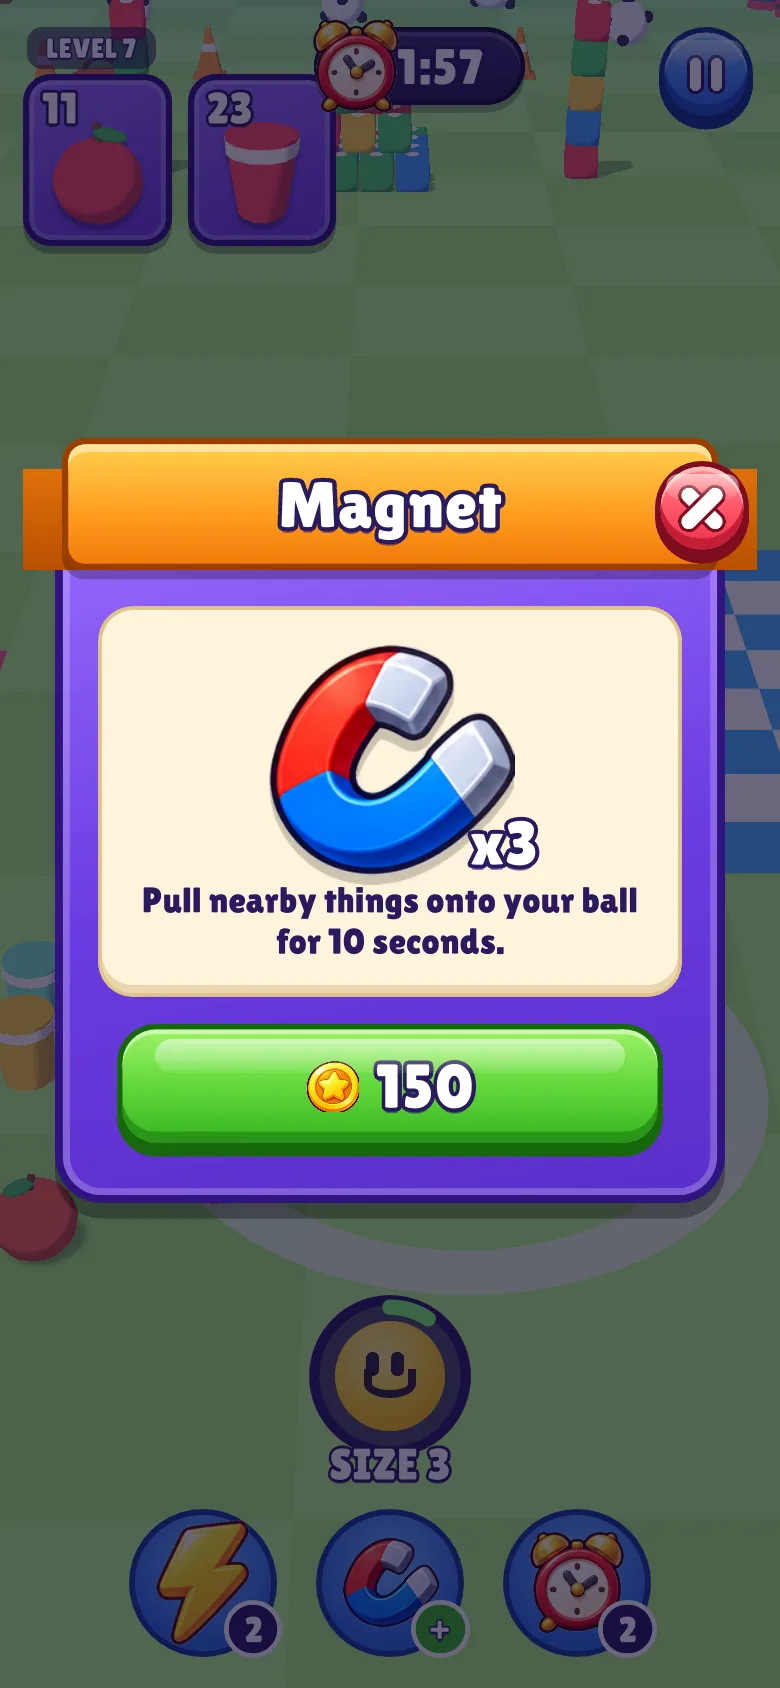 LEVEL 7
1:57
11
23
Magnet
x3
Pull nearby things onto your ball
for 10 seconds.
150
SIZE 3
2
+
2